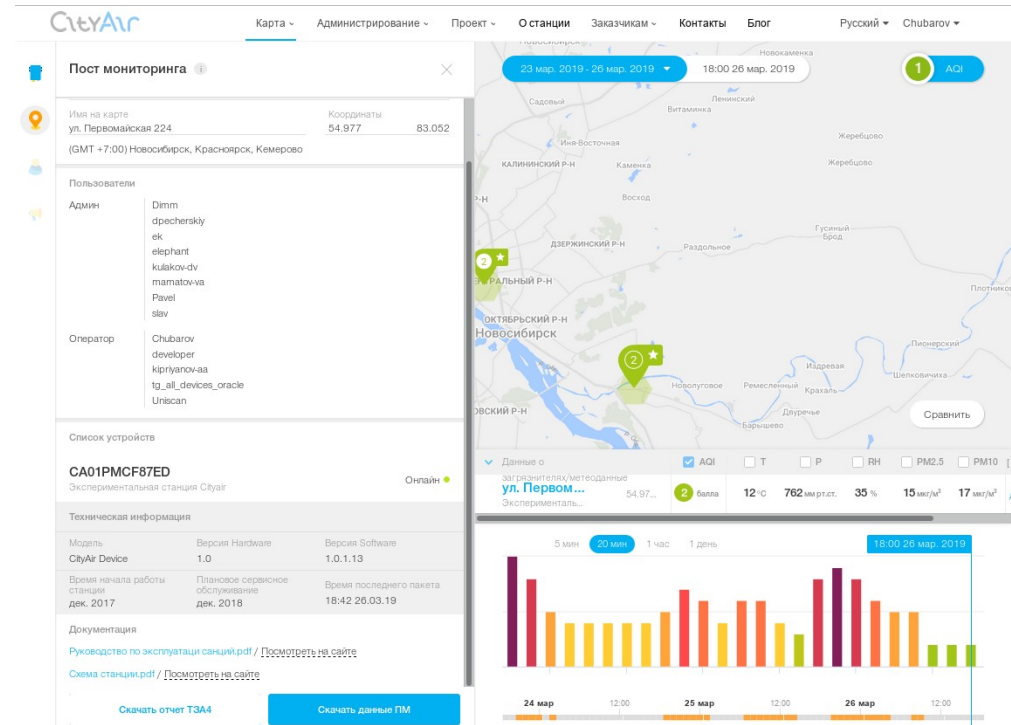 CityAir
Карта
Администрирование
Проект
О станции
Заказчикам
Контакты
Блог
Русский
Chubarov
Пост мониторинга i
Имя на карте
Координаты
ул. Первомайская 224
54.977
83.052
(GMT +7:00) Новосибирск, Красноярск, Кемерово
Пользователи
Админ
Dimm
dpecherskiy
ek
elephant
kulakov-dv
mamatov-va
Pavel
slav
Оператор
Chubarov
developer
kipriyanov-aa
tg_all_devices_oracle
Uniscan
Список устройств
CA01PMCF87ED
Экспериментальная станция Cityair
Онлайн
Техническая информация
Модель
Версия Hardware
Версия Software
CityAir Device
1.0
1.0.1.13
Время начала работы
станции
Плановое сервисное
обслуживание
Время последнего пакета
дек. 2017
дек. 2018
18:42 26.03.19
Документация
Руководство по эксплуатаци санций.pdf / Посмотреть на сайте
Схема станции.pdf / Посмотреть на сайте
Скачать отчет ТЗА4
Скачать данные ПМ
23 мар. 2019 - 26 мар. 2019
18:00 26 мар. 2019
1
AQI
Новокаменка
Садовый
Ленинский
Витаминка
Иня-Восточная
Жеребцово
КАЛИНИНСКИЙ Р-Н
Каменка
Жеребцово
Р-Н
Восход
Гусиный
Брод
ДЗЕРЖИНСКИЙ Р-Н
Раздольное
2
РАЛЬНЫЙ Р-Н
Плотников
ОКТЯБРЬСКИЙ Р-Н
Новосибирск
Пионерский
2
Издревая
Шелковичиха
Новолуговое
Ремесленный
Крахаль
ОВСКИЙ Р-Н
Двуречье
Барышево
Сравнить
Данные о
загрязнителях/метеоданные
AQI
T
P
RH
PM2.5
PM10
ул. Первом...
Эксперименталь...
54.97...
2 балла
12 °C
762 мм рт.ст.
35 %
15 мкг/м³
17 мкг/м³
5 мин
20 мин
1 час
1 день
18:00 26 мар. 2019
24 мар
12:00
25 мар
12:00
26 мар
12:00